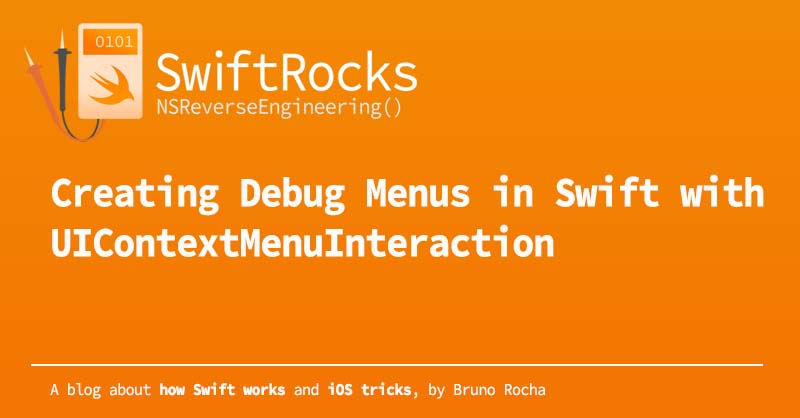 0101
SwiftRocks
NSReverseEngineering()
Creating Debug Menus in Swift with
UIContextMenuInteraction
A blog about how Swift works and iOS tricks, by Bruno Rocha